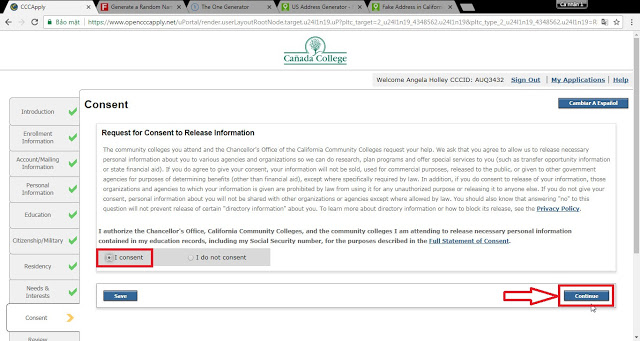 CCCApply
Generate a Random Nam
The One Generator
US Address Generator -
Fake Address in Californi
Cá nhân 1
Bảo mật
https://www.opencccapply.net/uPortal/render.userLayoutRootNode.target.u24l1n19.uP?pltc_target=2_u24l1n19_4348562.u24l1n19&pltc_type_2_u24l1n19_4348562.u24l1n19=R
Cañada College
Welcome Angela Holley CCCID: AUQ3432 Sign Out | My Applications | Help
Consent
Cambiar A Español
Introduction
Enrollment
Information
Account/Mailing
Information
Personal
Information
Education
Citizenship/Military
Residency
Needs &
Interests
Consent
Review
Request for Consent to Release Information
The community colleges you attend and the Chancellor's Office of the California Community Colleges request your help. We ask that you agree to allow us to release necessary
personal information about you to various agencies and organizations so we can do research, plan programs and offer special services to you (such as transfer opportunity information
or state financial aid). If you do agree to give your consent, your information will not be sold, used for commercial purposes, released to the public, or given to other government
agencies for purposes of determining benefits (other than financial aid), except where specifically required by law. In addition, if you do consent to release of your information, those
organizations and agencies to which your information is given are prohibited by law from using it for any unauthorized purpose or releasing it to anyone else. If you do not give your
consent, personal information about you will not be shared with other organizations or agencies except where allowed by law. You should also know that answering "no" to this
question will not prevent release of certain "directory information" about you. To learn more about directory information or how to block its release, see the Privacy Policy.
I authorize the Chancellor's Office, California Community Colleges, and the community colleges I am attending to release necessary personal information
contained in my education records, including my Social Security number, for the purposes described in the Full Statement of Consent.
I consent
I do not consent
Save
Continue